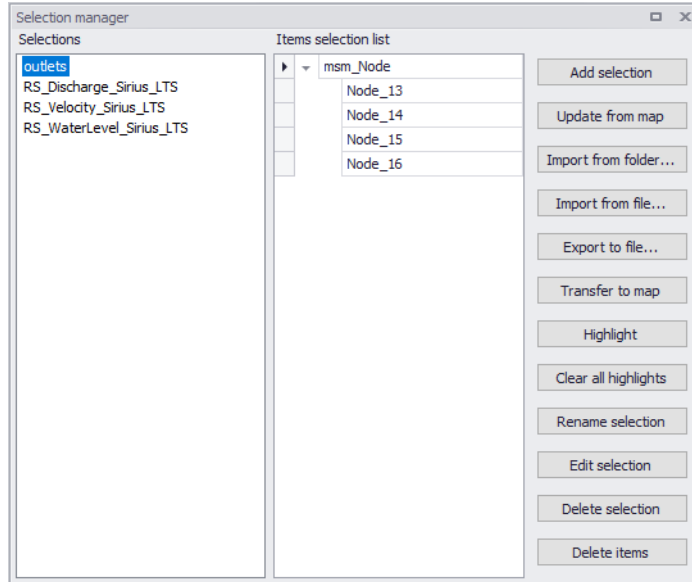 Selection manager
Selections
Items selection list
outlets
RS_Discharge_Sirius_LTS
RS_Velocity_Sirius_LTS
RS_WaterLevel_Sirius_LTS
msm_Node
Node_13
Node_14
Node_15
Node_16
Add selection
Update from map
Import from folder...
Import from file...
Export to file...
Transfer to map
Highlight
Clear all highlights
Rename selection
Edit selection
Delete selection
Delete items